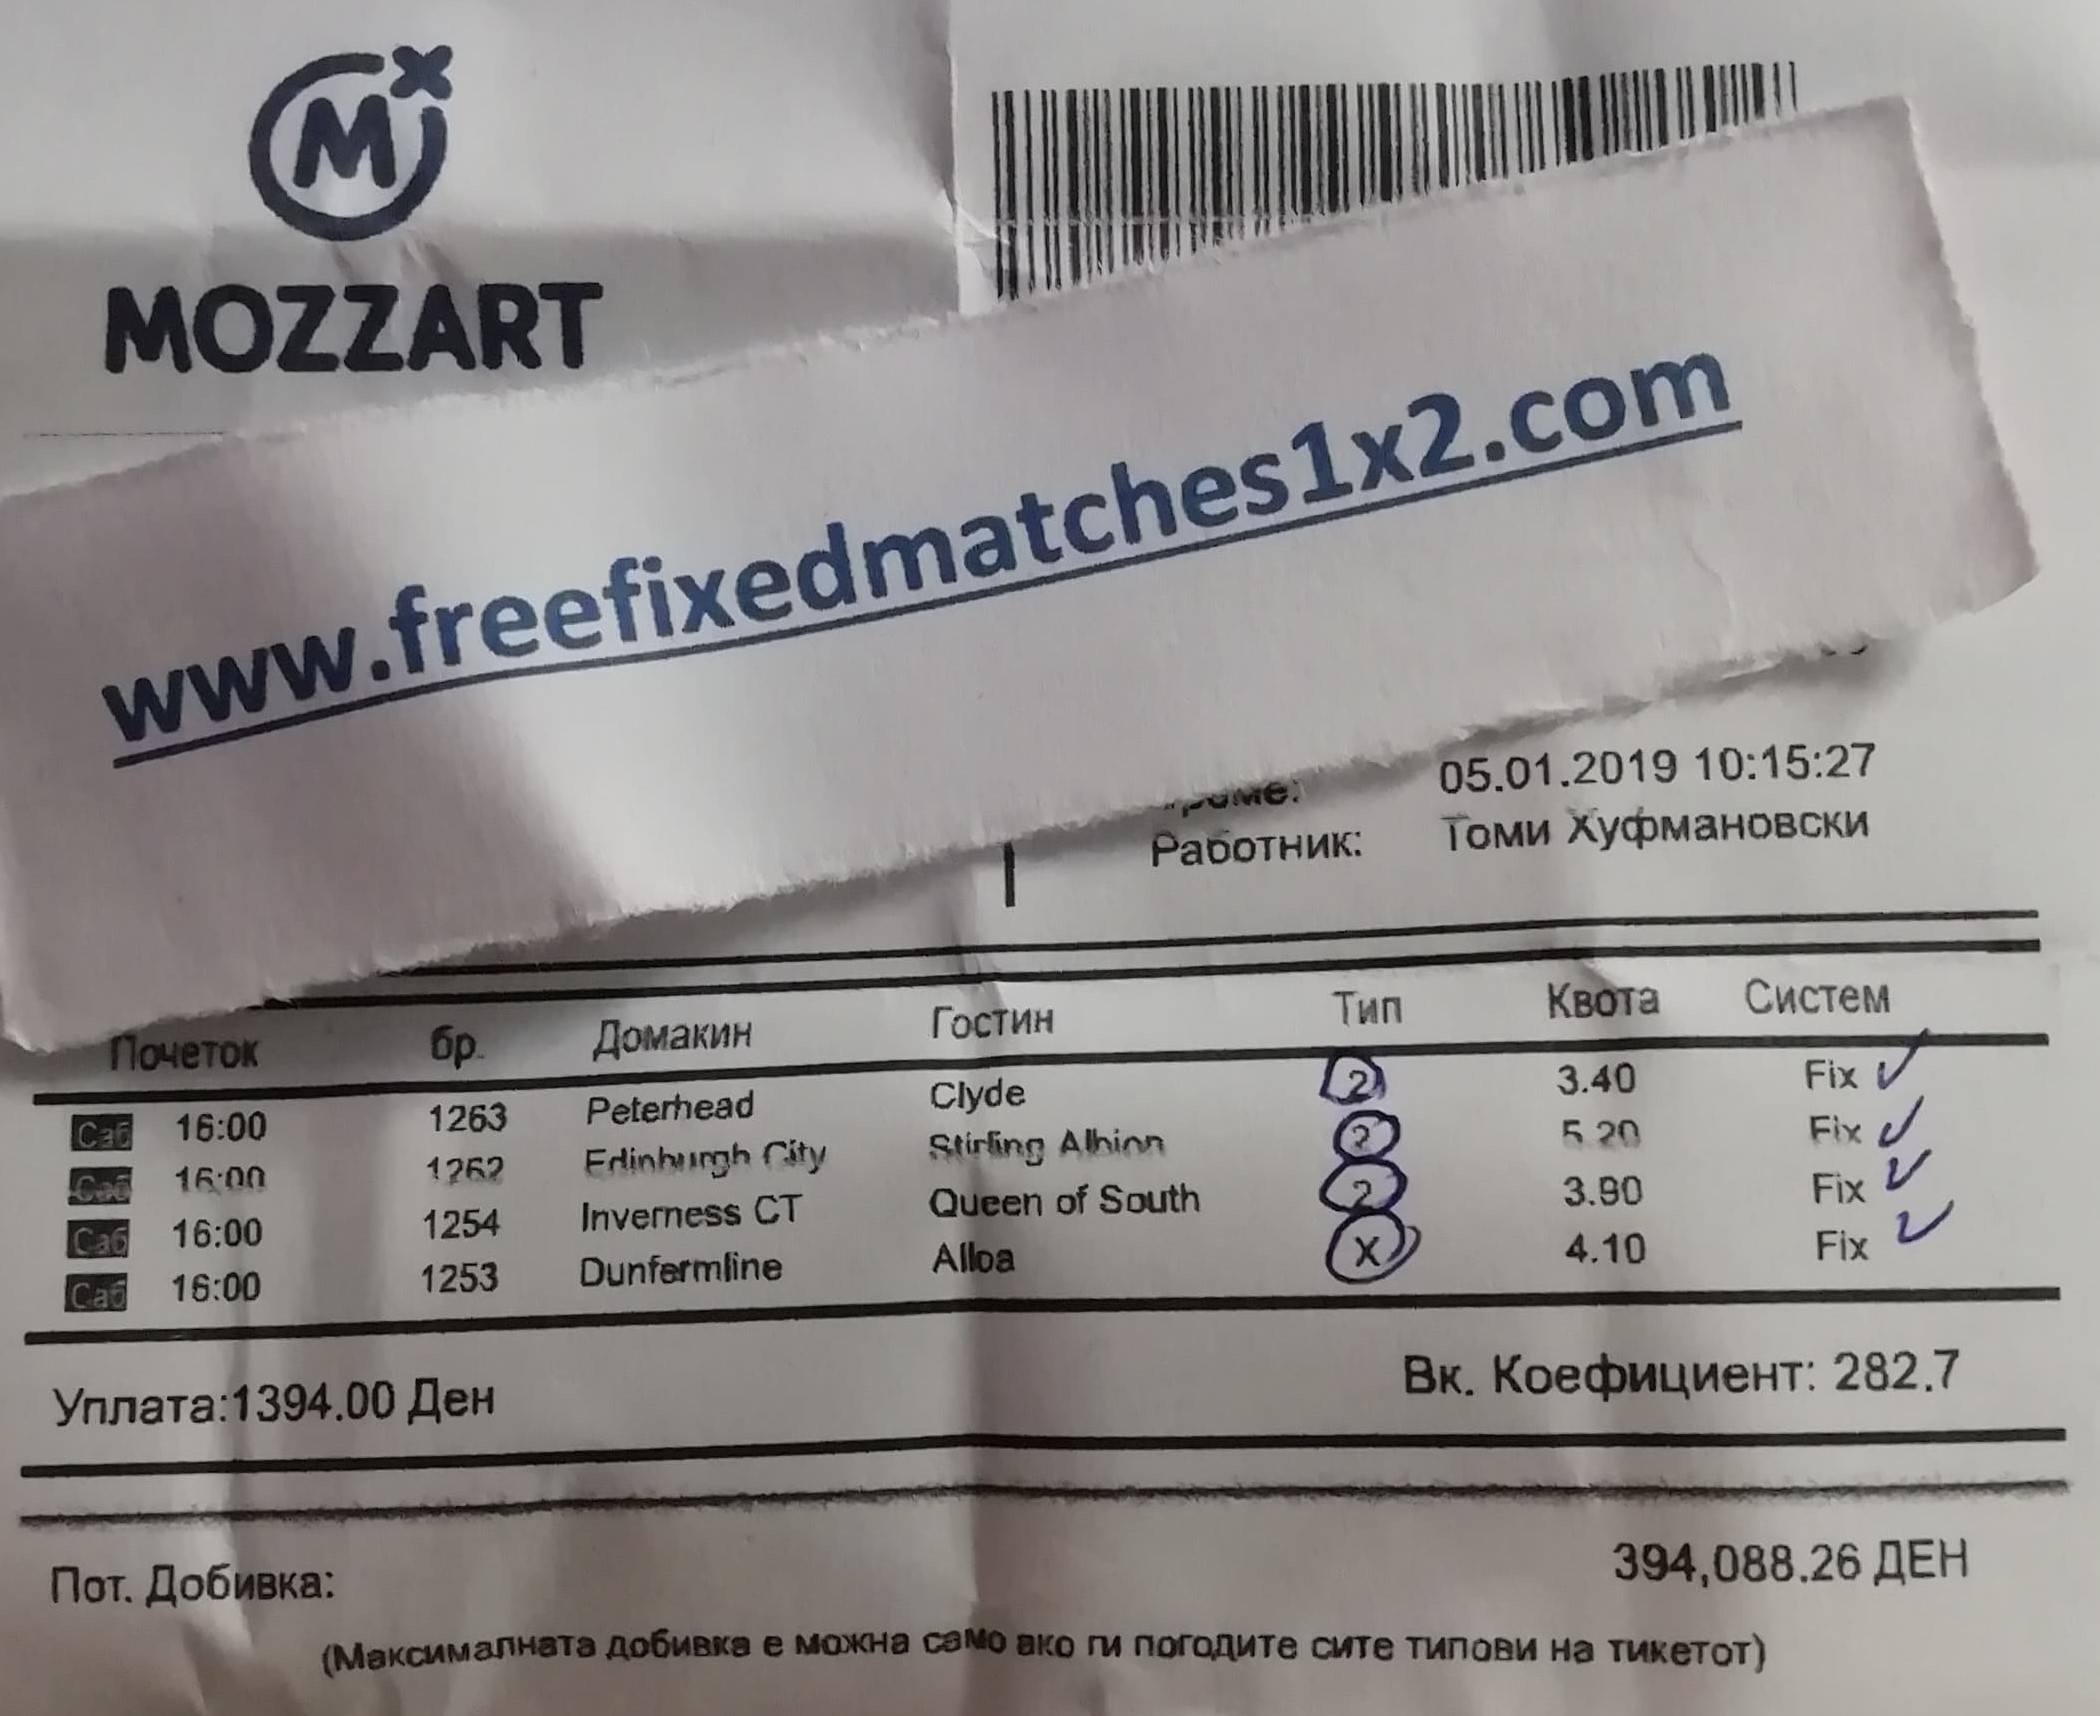 MX
MOZZART
www.freefixedmatches1x2.com
05.01.2019 10:15:27
Работник: Томи Хуфмановски
Почеток бр. Домакин Гостин Тип Квота Систем
Саб 16:00 1263 Peterhead Clyde 2 3.40 Fix ✓
Саб 16:00 1262 Edinburgh City Stirling Albion 2 5.20 Fix ✓
Саб 16:00 1254 Inverness CT Queen of South 2 3.90 Fix ✓
Саб 16:00 1253 Dunfermline Alloa X 4.10 Fix ✓
Уплата:1394.00 Ден Вк. Коефициент: 282.7
Пот. Добивка: 394,088.26 ДЕН
(Максималната добивка е можна само ако ги погодите сите типови на тикетот)